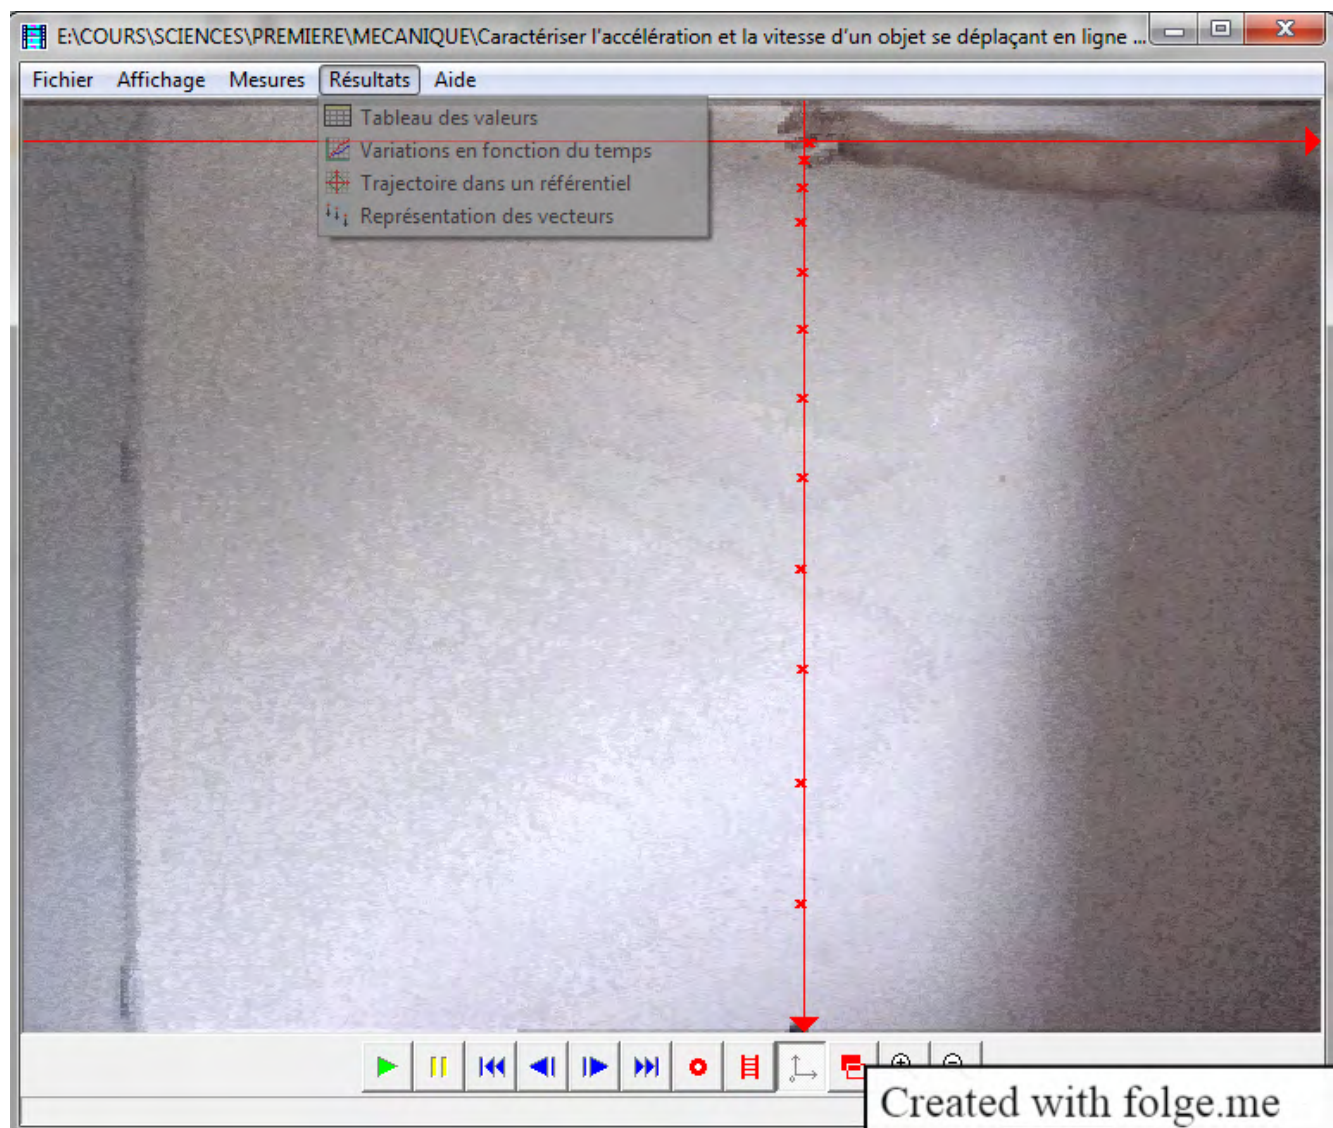 E:\COURS\SCIENCES\PREMIERE\MECANIQUE\Caractériser l'accélération et la vitesse d'un objet se déplaçant en ligne ...
Fichier Affichage Mesures Résultats Aide
Tableau des valeurs
Variations en fonction du temps
Trajectoire dans un référentiel
Représentation des vecteurs
Created with folge.me